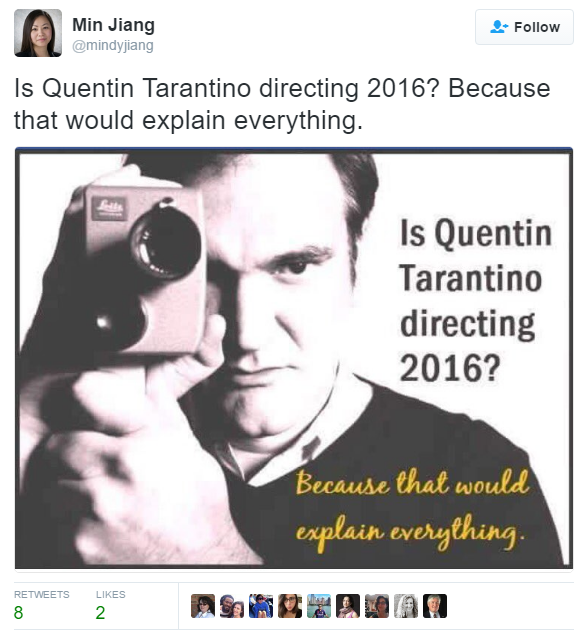 Min Jiang
@mindyjiang
Follow
Is Quentin Tarantino directing 2016? Because
that would explain everything.
Leitz
Is Quentin
Tarantino
directing
2016?
Because that would
explain everything.
RETWEETS
LIKES
8
2